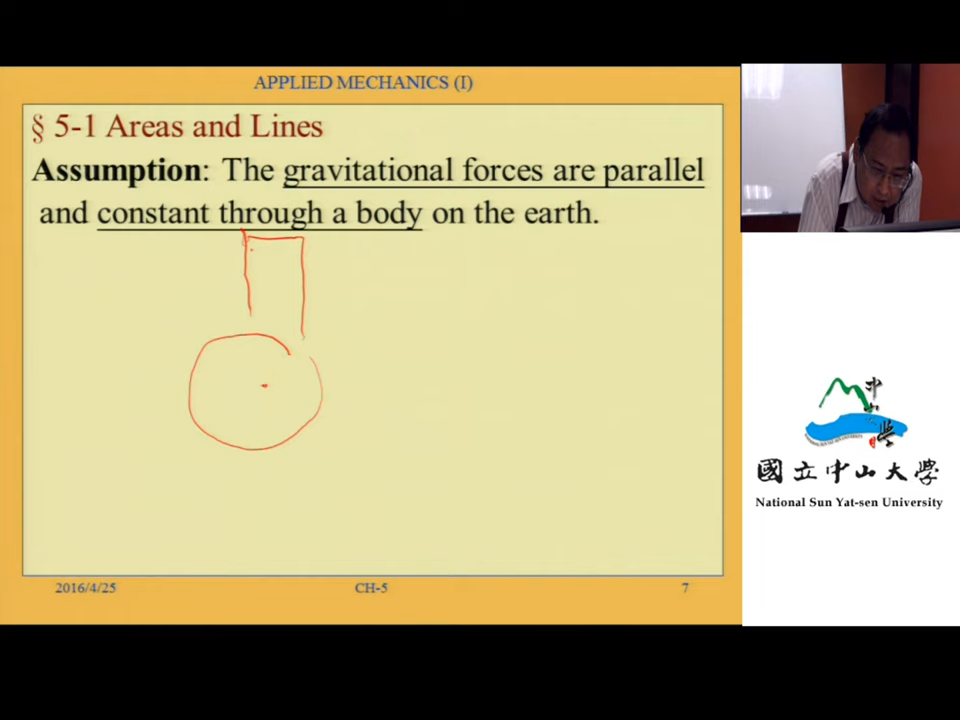 APPLIED MECHANICS (I)
§ 5-1 Areas and Lines
Assumption: The gravitational forces are parallel
and constant through a body on the earth.
2016/4/25
CH-5
7
中山大學
國立中山大學
National Sun Yat-sen University